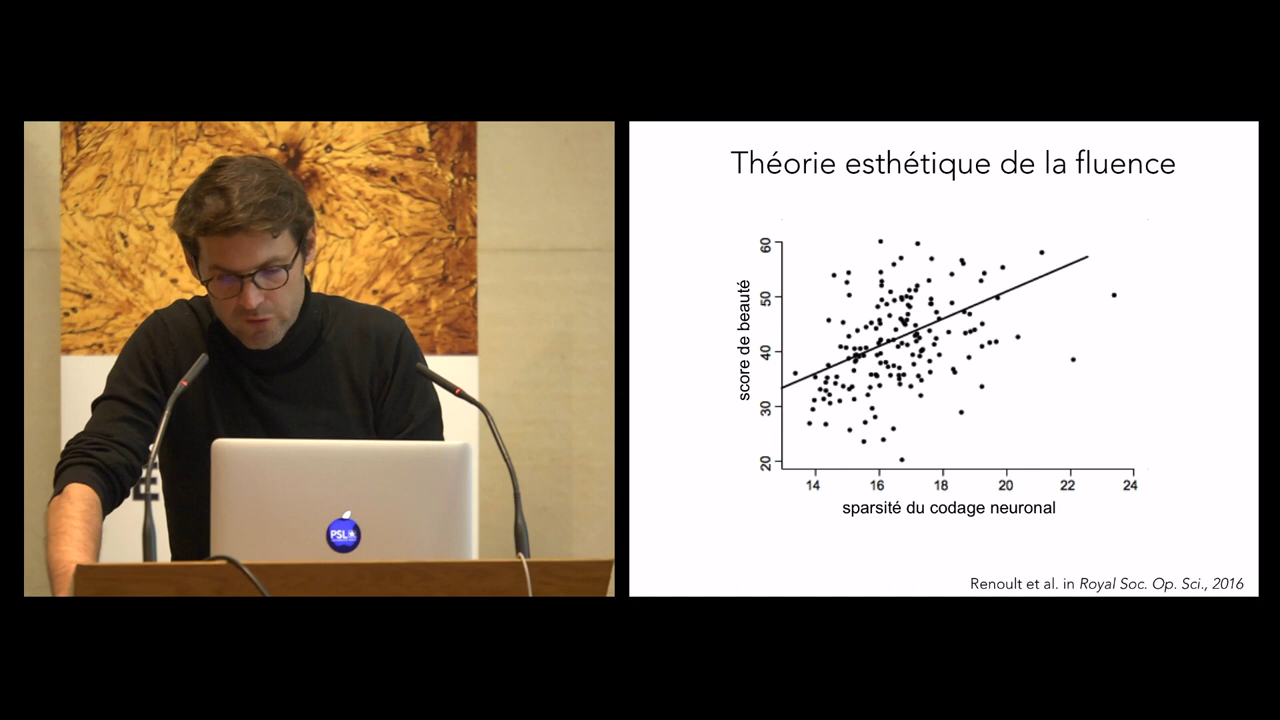 PSL
Théorie esthétique de la fluence
60
50
40
30
20
score de beauté
14 16 18 20 22 24
sparsité du codage neuronal
Renoult et al. in Royal Soc. Op. Sci., 2016